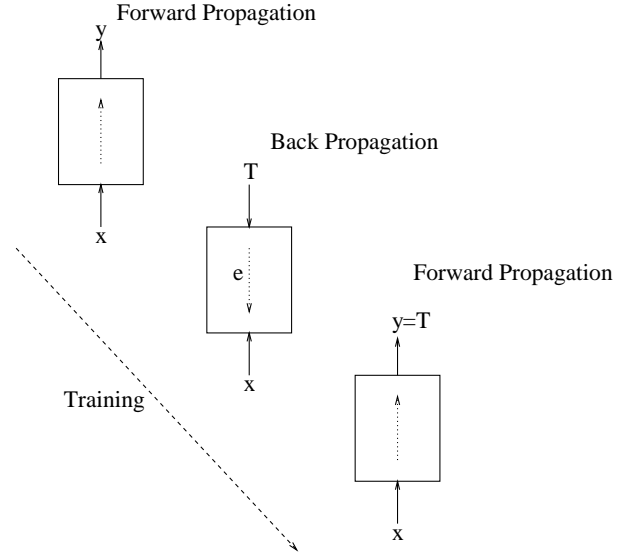 Forward Propagation
y
x
Back Propagation
T
e
x
Forward Propagation
y=T
x
Training